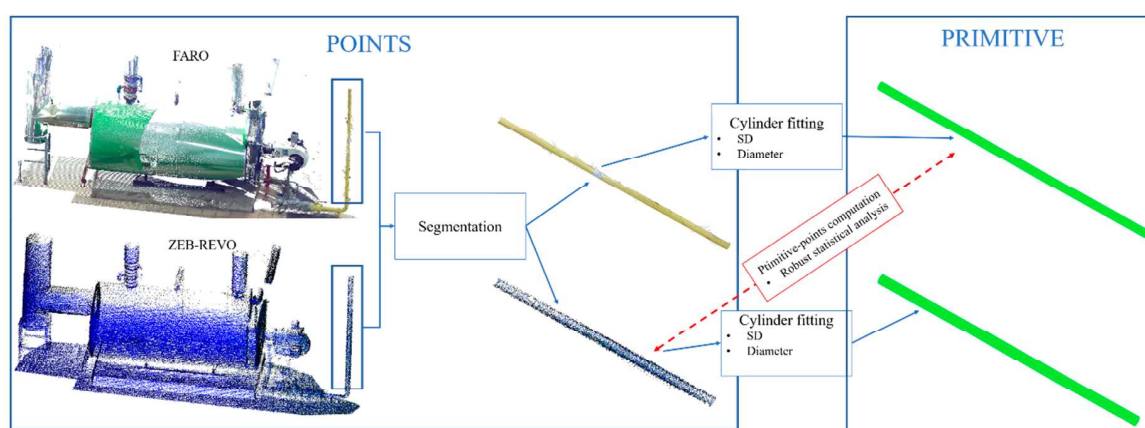 POINTS
PRIMITIVE
FARO
Cylinder fitting
• SD
• Diameter
Segmentation
Ptimitive-points computation
• Robust statistical analysis
ZEB-REVO
Cylinder fitting
• SD
• Diameter